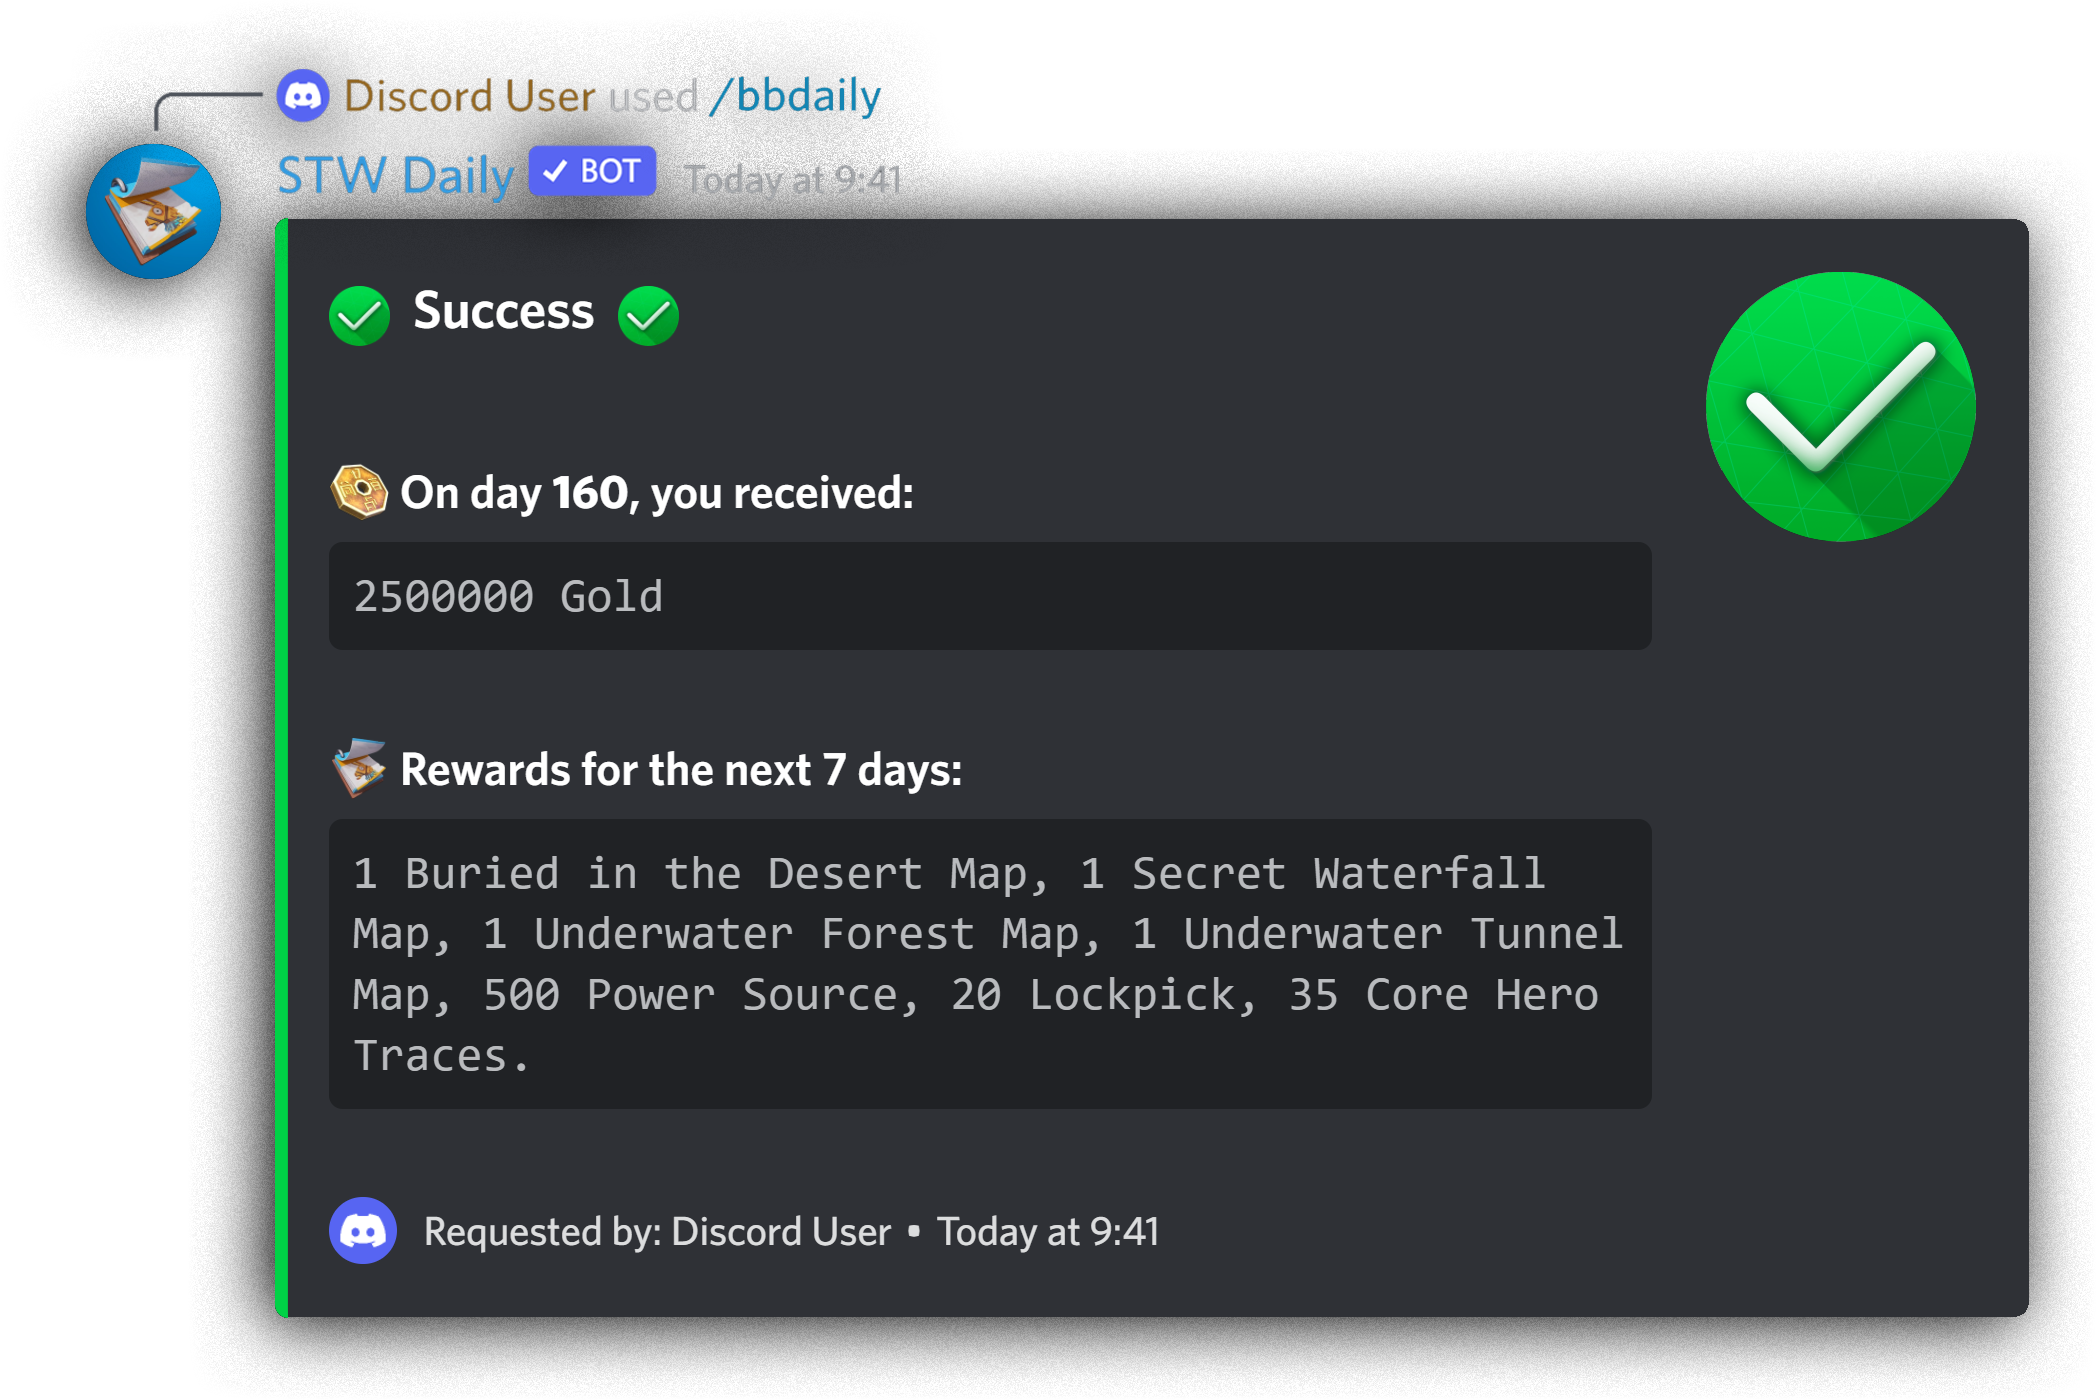 Discord User used /bbdaily
STW Daily BOT Today at 9:41
Success
On day 160, you received:
2500000 Gold
Rewards for the next 7 days:
1 Buried in the Desert Map, 1 Secret Waterfall
Map, 1 Underwater Forest Map, 1 Underwater Tunnel
Map, 500 Power Source, 20 Lockpick, 35 Core Hero
Traces.
Requested by: Discord User • Today at 9:41